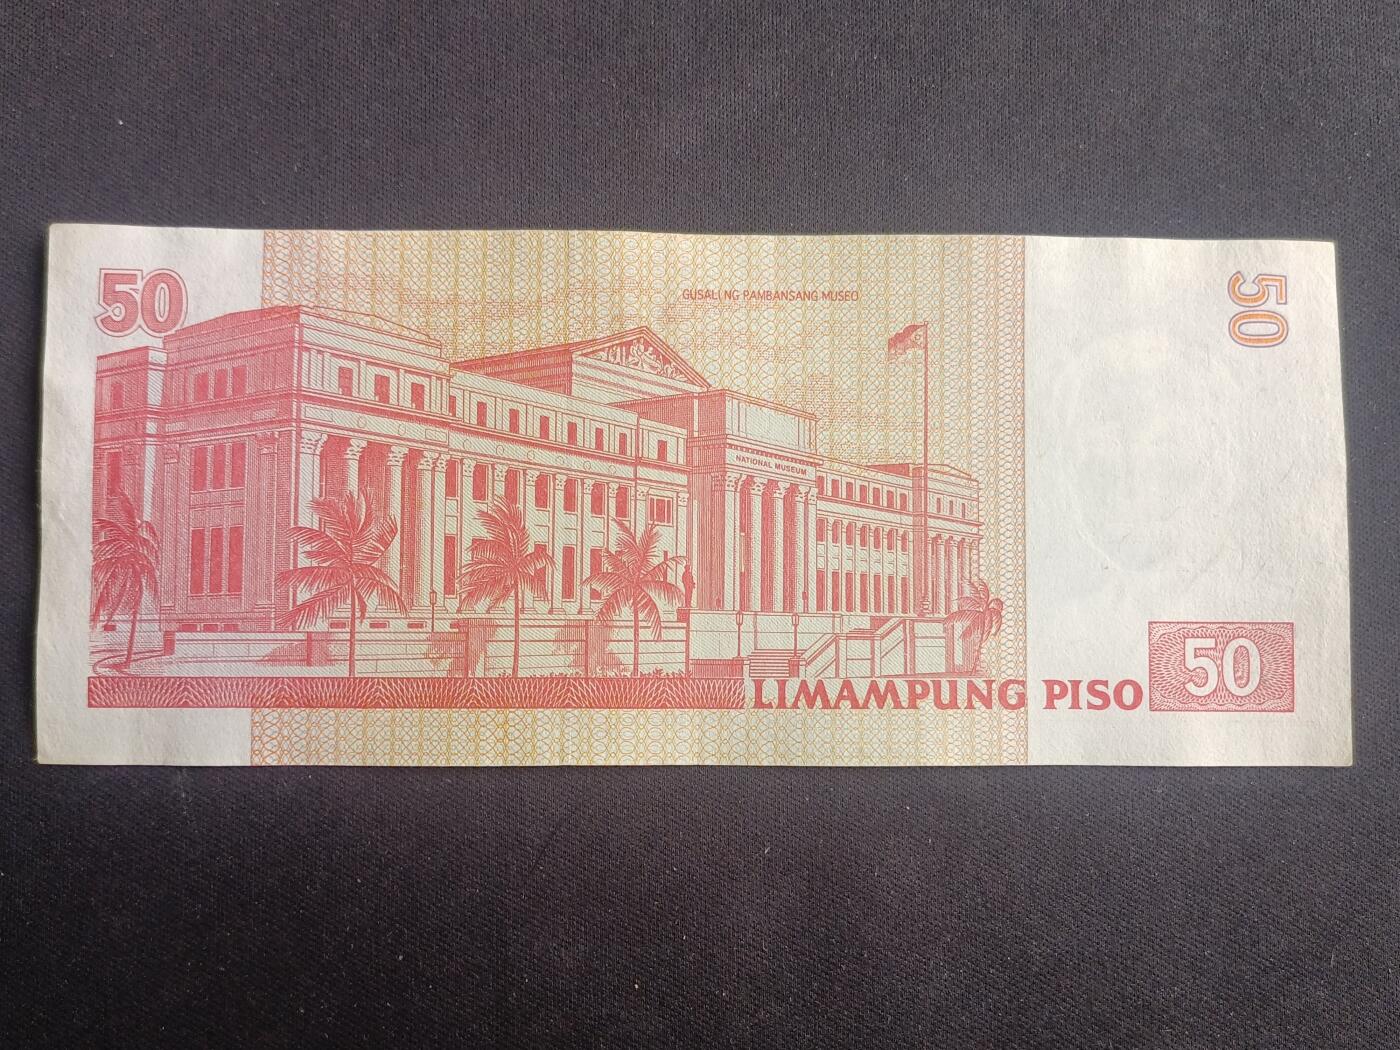 50
GUSALI NG PAMBANSANG MUSEO
50
NATIONAL MUSEUM
LIMAMPUNG PISO
50